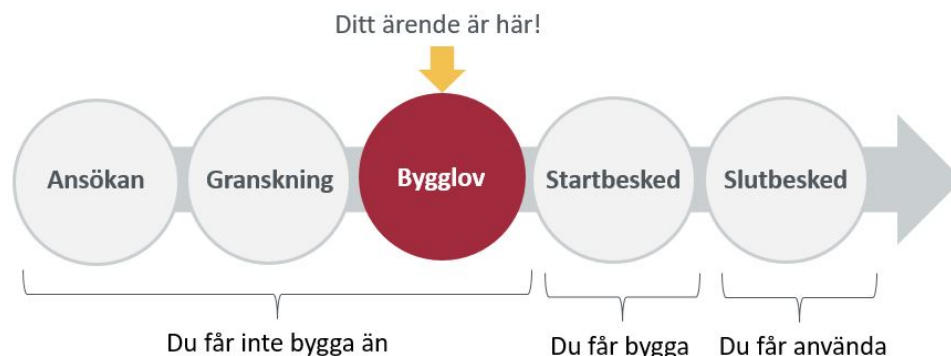 Ditt ärende är här!
Ansökan
Granskning
Bygglov
Startbesked
Slutbesked
Du får inte bygga än
Du får bygga
Du får använda